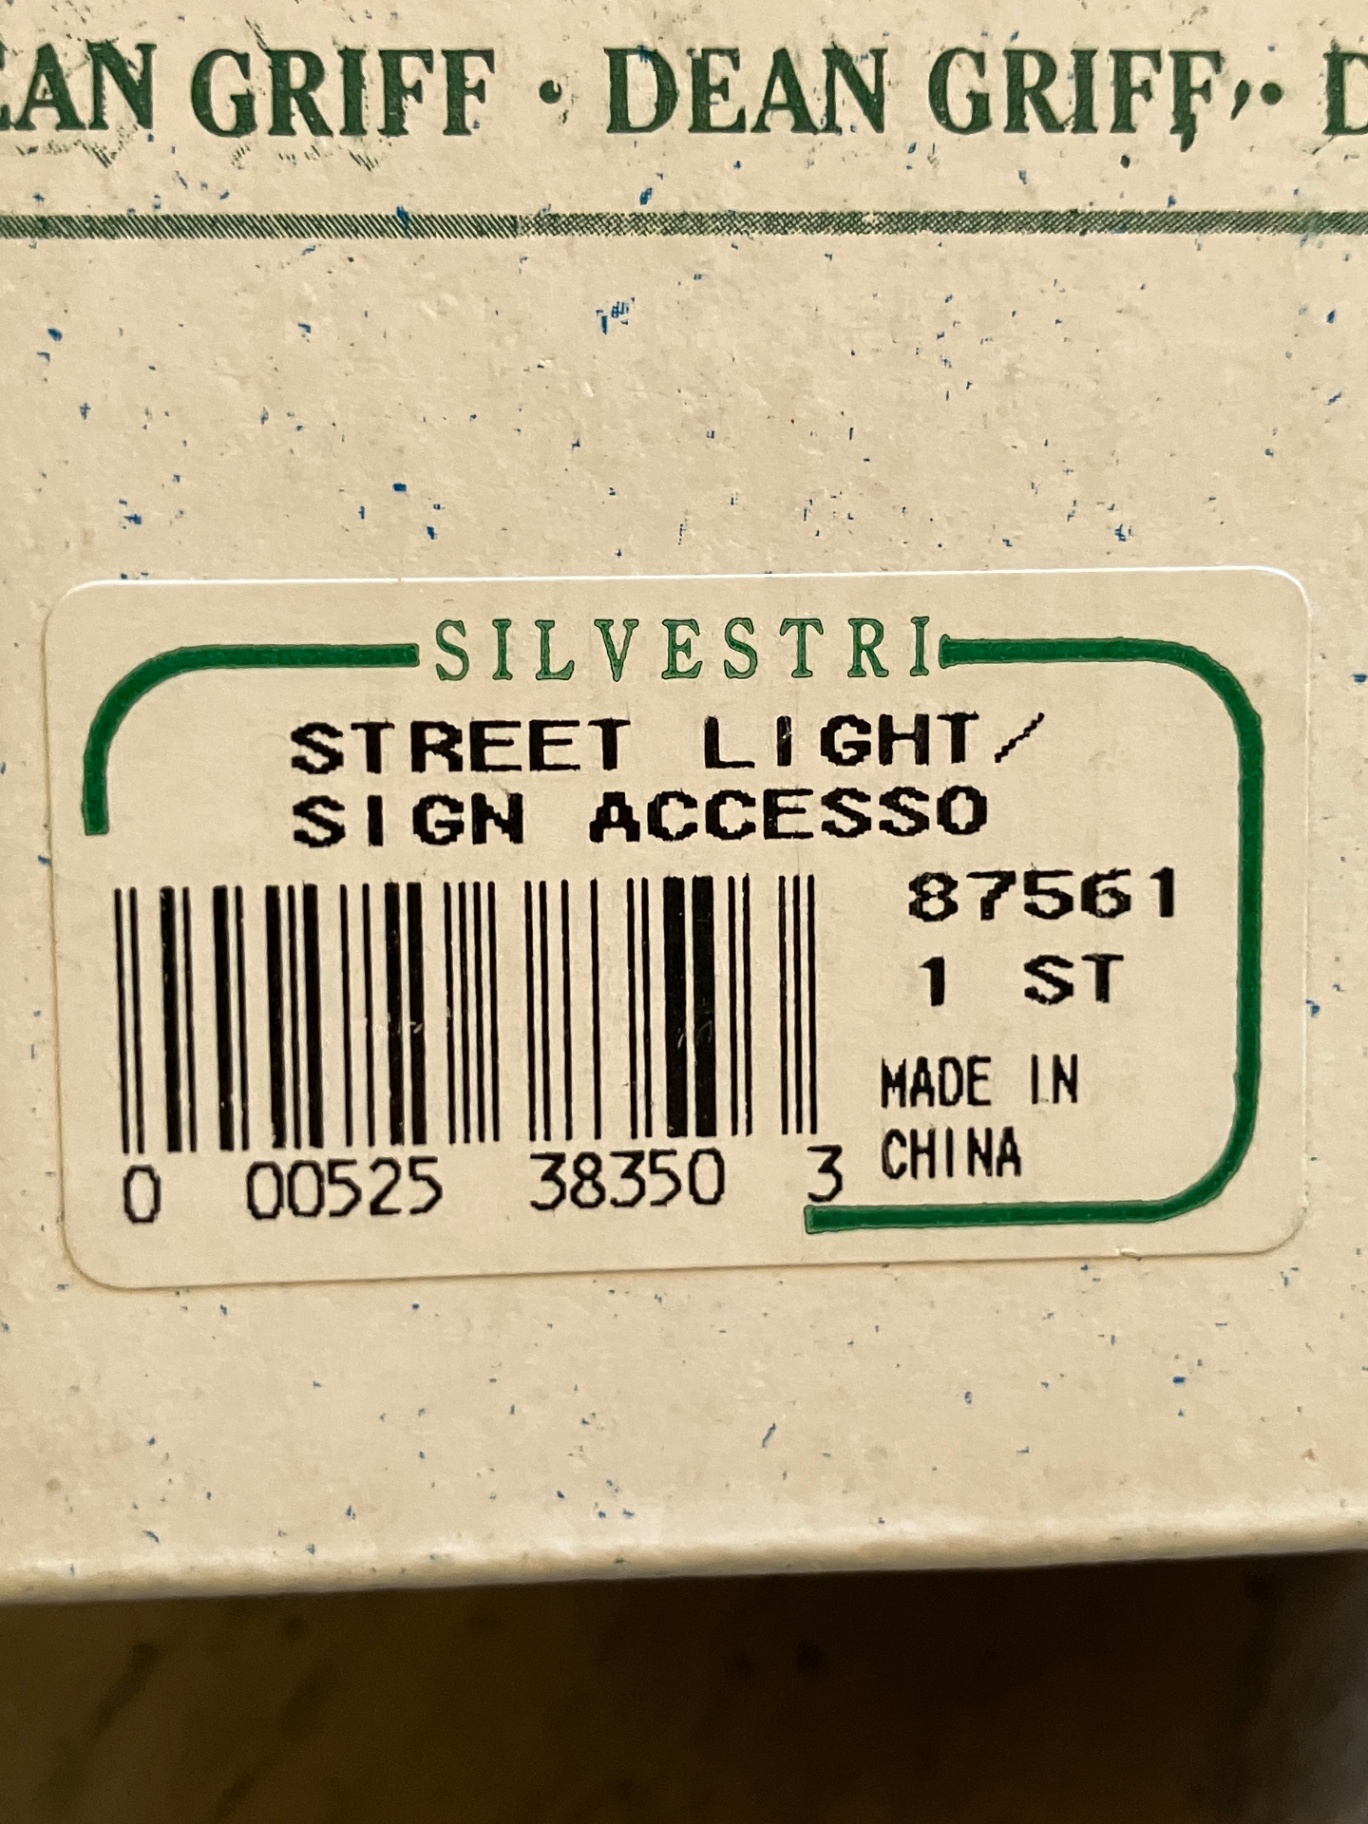 EAN GRIFF • DEAN GRIFF • D
SILVESTRI
STREET LIGHT/
SIGN ACCESSO
87561
1 ST
MADE IN
CHINA
0 00525 38350 3